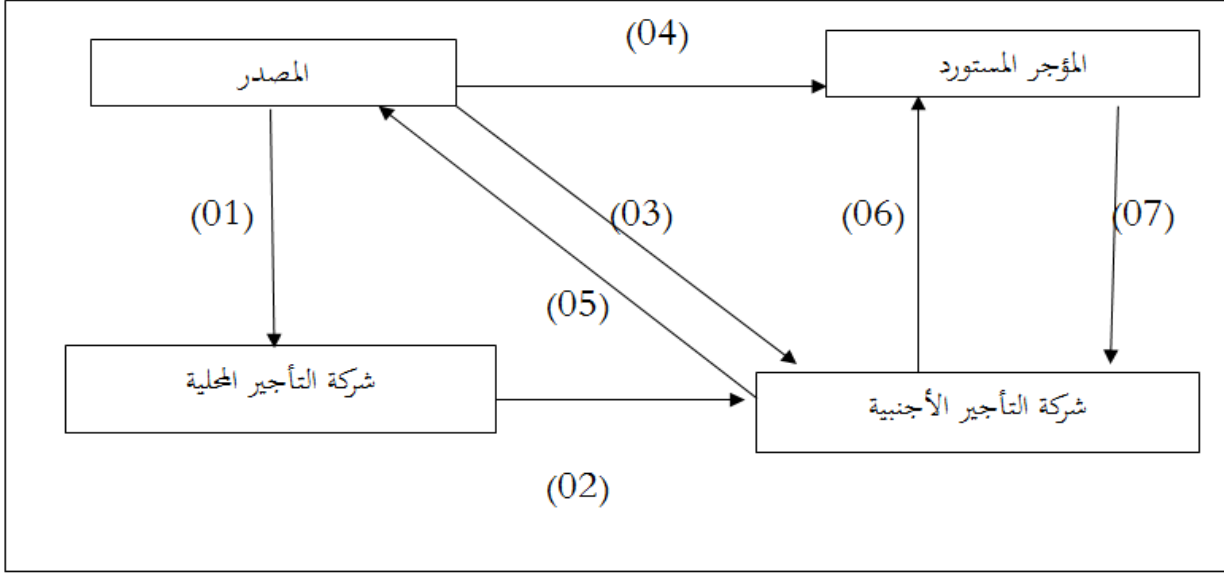 (04)
المصدر
المؤجر المستورد
(01)
(03)
(06)
(07)
(05)
شركة التأجير المحلية
شركة التأجير الأجنبية
(02)